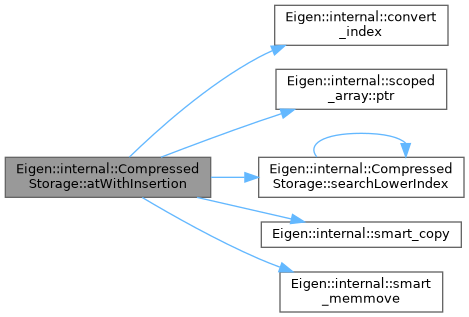 Eigen::internal::convert
_index
Eigen::internal::scoped
_array::ptr
Eigen::internal::Compressed
Storage::atWithInsertion
Eigen::internal::Compressed
Storage::searchLowerIndex
Eigen::internal::smart_copy
Eigen::internal::smart
_memmove